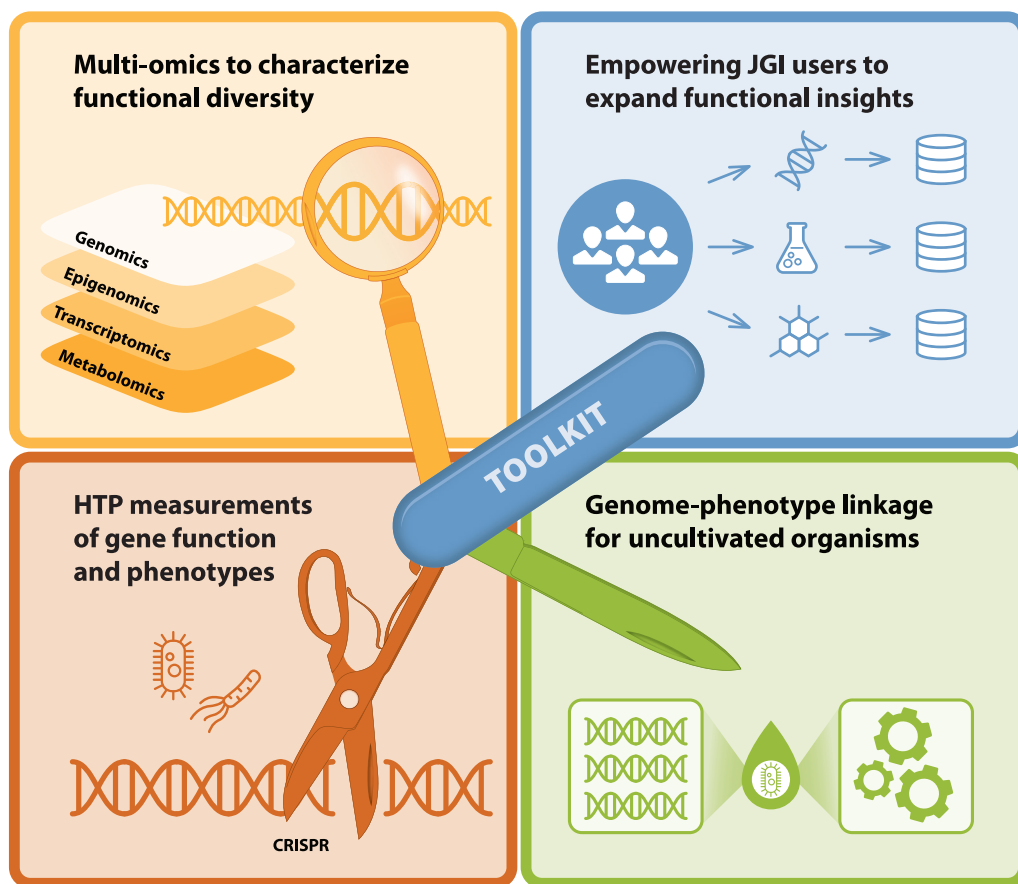 Multi-omics to characterize
functional diversity
Genomics
Epigenomics
Transcriptomics
Metabolomics
Empowering JGI users to
expand functional insights
TOOLKIT
HTP measurements
of gene function
and phenotypes
CRISPR
Genome-phenotype linkage
for uncultivated organisms